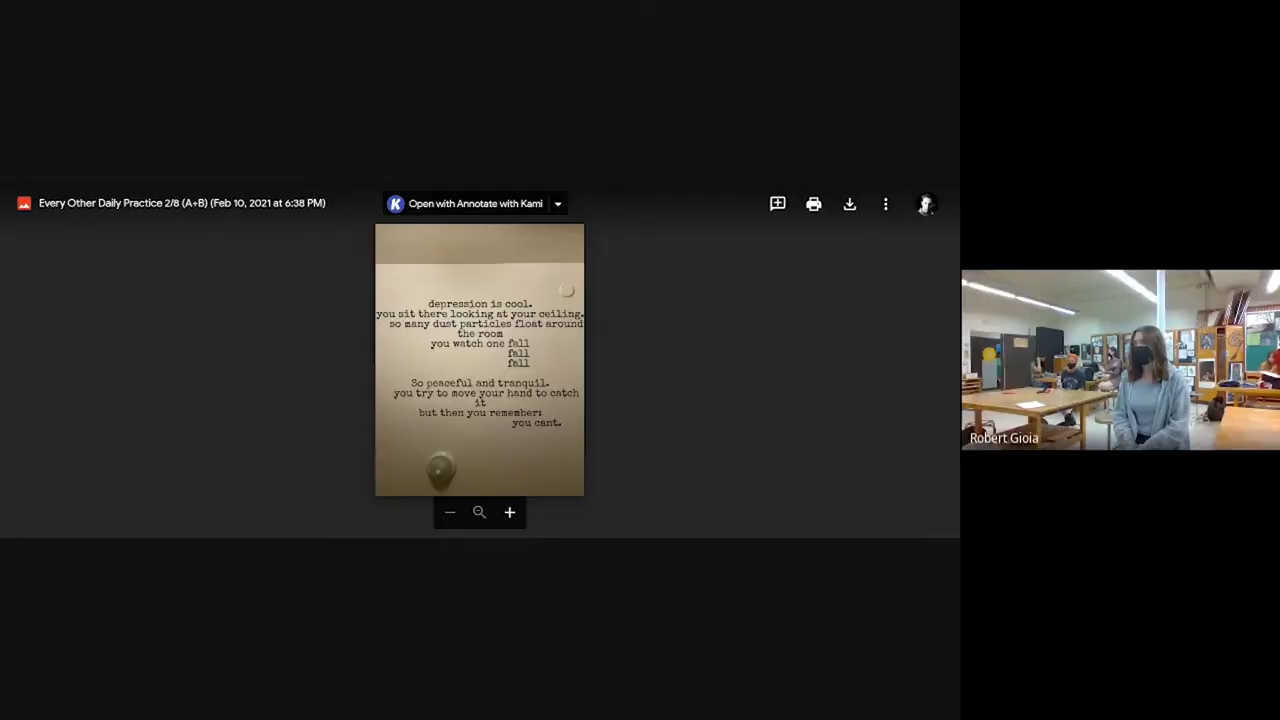 Every Other Daily Practice 2/8 (A+B) (Feb 10, 2021 at 6:38 PM)
K Open with Annotate with Kami
depression is cool.
you sit there looking at your ceiling.
so many dust particles float around
the room
you watch one fall
fall
fall
So peaceful and tranquil.
you try to move your hand to catch
it
but then you remember:
you cant.
Robert Gioia